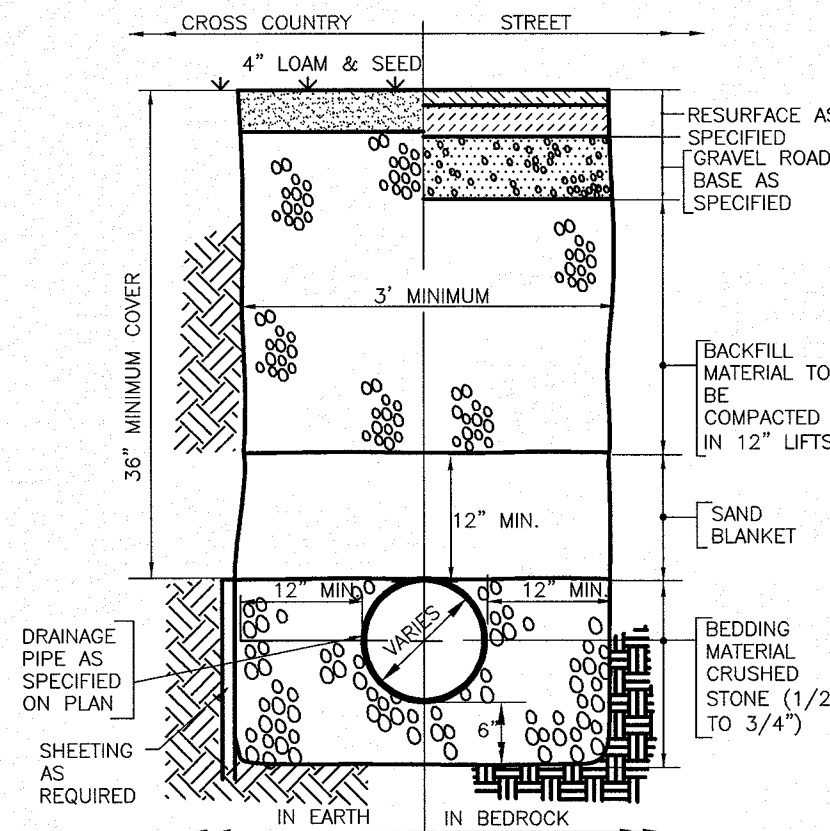 CROSS COUNTRY
STREET
4" LOAM & SEED
RESURFACE AS
SPECIFIED
GRAVEL ROAD
BASE AS
SPECIFIED
36" MINIMUM COVER
3' MINIMUM
BACKFILL
MATERIAL TO
BE
COMPACTED
IN 12" LIFTS
12" MIN.
SAND
BLANKET
12" MIN.
12" MIN.
VARIES
DRAINAGE
PIPE AS
SPECIFIED
ON PLAN
BEDDING
MATERIAL
CRUSHED
STONE (1/2
TO 3/4")
6"
SHEETING
AS
REQUIRED
IN EARTH
IN BEDROCK